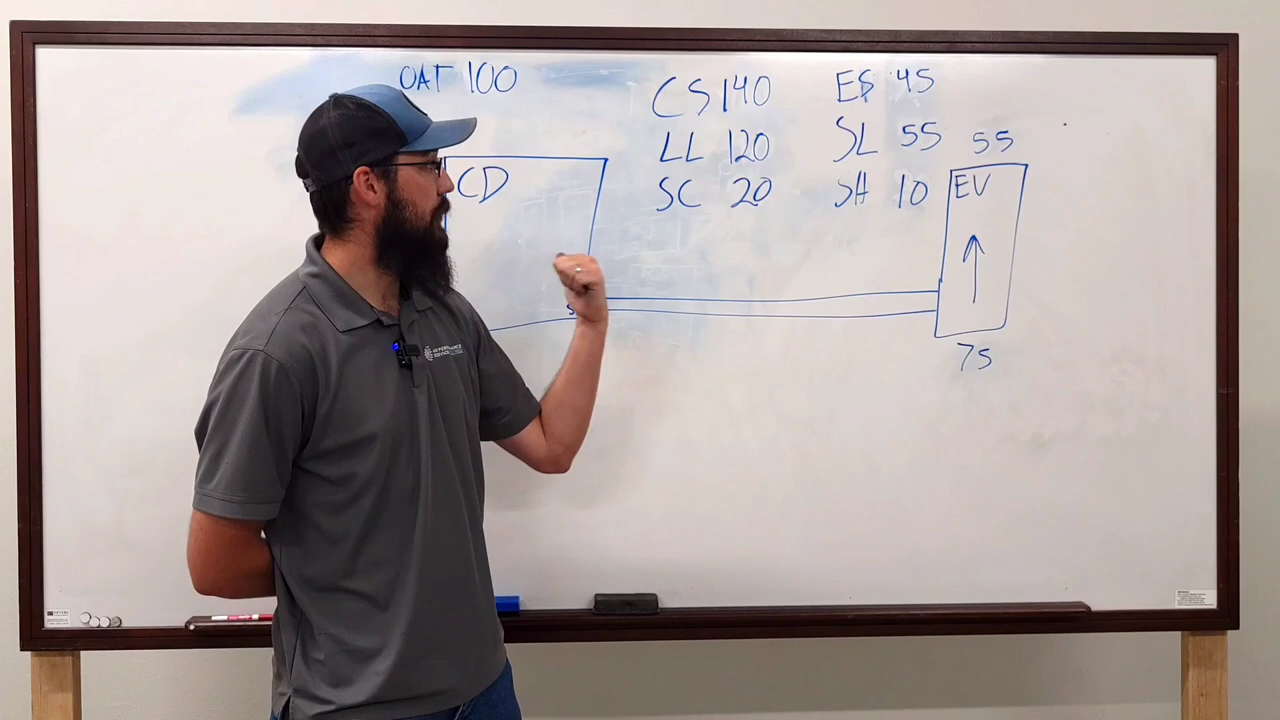 OAT 100
CS 140
LL 120
SC 20
ES 45
SL 55
SH 10
55
CD
EV
75